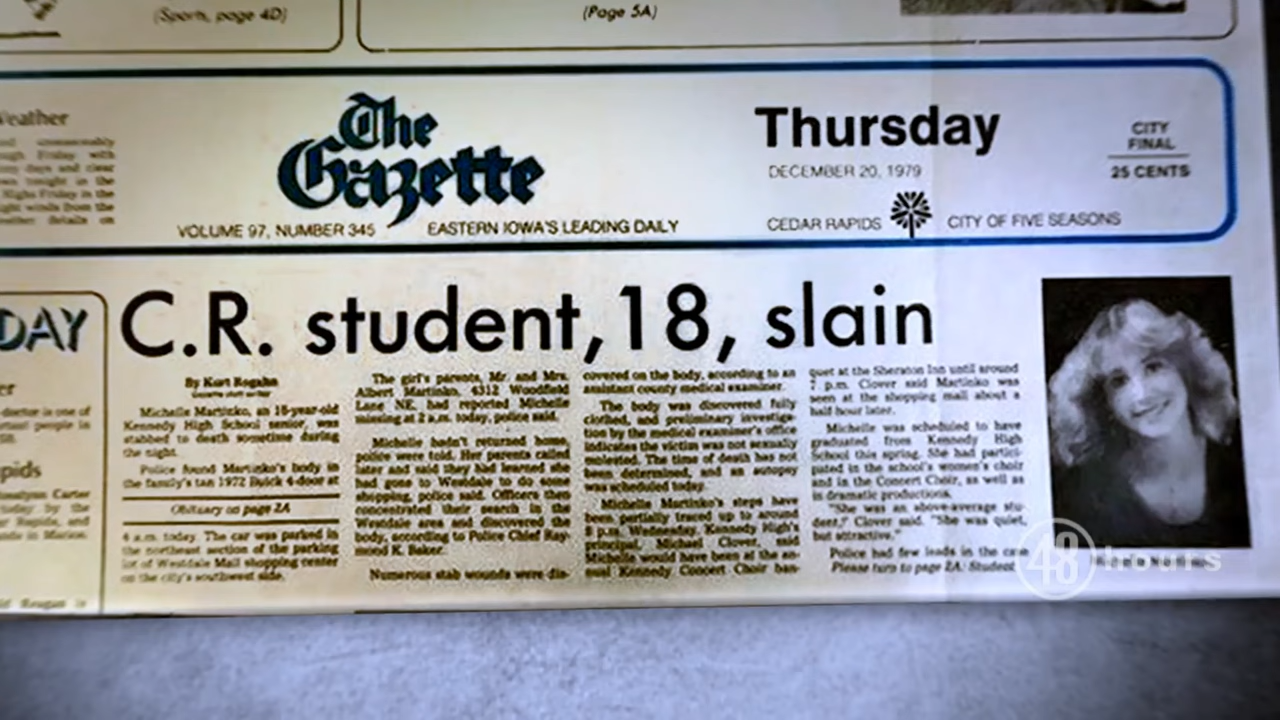 (Sports, page 4D)
(Page 5A)
Weather
The
Gazette
VOLUME 97, NUMBER 345
EASTERN IOWA'S LEADING DAILY
Thursday
DECEMBER 20, 1979
CEDAR RAPIDS
CITY OF FIVE SEASONS
CITY
FINAL
25 CENTS
DAY
C.R. student, 18, slain
By Kurt Rogahn
Michelle Martinko, an 18-year-old
Kennedy High School senior, was
stabbed to death sometime during
the night.
Police found Martinko's body in
the family's tan 1972 Buick 4-door at
Obituary on page 2A
4 a.m. today. The car was parked in
the northeast section of the parking
lot of Westdale Mall shopping center
on the city's southwest side.
The girl's parents, Mr. and Mrs.
Albert Martinko, 4312 Woodfield
Lane NE, had reported Michelle
missing at 2 a.m. today, police said.
Michelle hadn't returned home
police were told. Her parents called
later and said they had learned she
had gone to Westdale to do some
shopping, police said. Officers then
concentrated their search in the
Westdale area and discovered the
body, according to Police Chief Ray-
mond K. Baker.
Numerous stab wounds were dis-
covered on the body, according to an
assistant county medical examiner.
The body was discovered fully
clothed, and preliminary investiga-
tion by the medical examiner's office
indicates the victim was not sexually
molested. The time of death has not
been determined, and an autopsy
was scheduled today.
Michelle Martinko's steps have
been partially traced up to around
8 p.m. Wednesday. Kennedy High's
principal, Michael Clover, said
Michelle would have been at the an-
nual Kennedy Concert Choir ban-
quet at the Sheraton Inn until around
7 p.m. Clover said Martinko was
seen at the shopping mall about a
half hour later.
Michelle was scheduled to have
graduated from Kennedy High
School this spring. She had partici-
pated in the school's women's choir
and in the Concert Choir, as well as
in dramatic productions.
"She was an above-average stu-
dent," Clover said. "She was quiet,
but attractive."
Police had few leads in the case
Please turn to page 2A: Student
48 hours